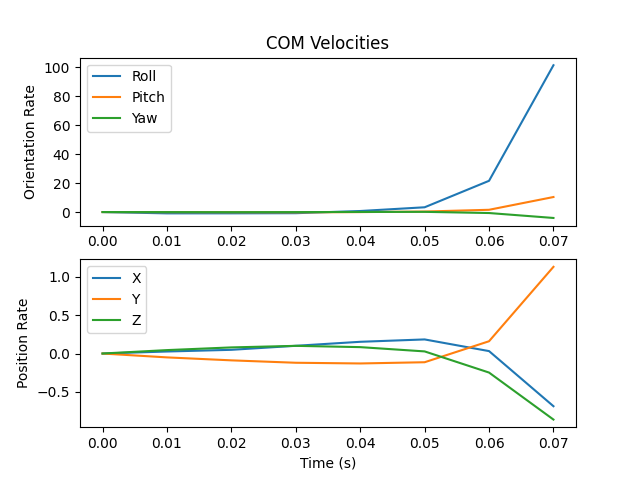 COM Velocities
Orientation Rate
100
80
60
40
20
0
Roll
Pitch
Yaw
0.00 0.01 0.02 0.03 0.04 0.05 0.06 0.07
Position Rate
1.0
0.5
0.0
−0.5
X
Y
Z
0.00 0.01 0.02 0.03 0.04 0.05 0.06 0.07
Time (s)